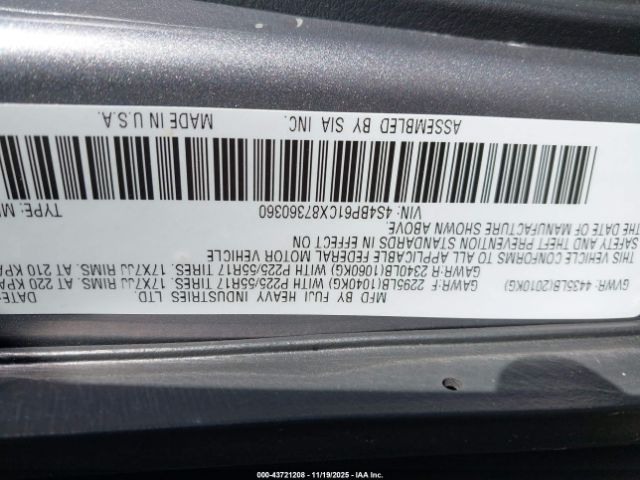 MFD BY FUJI HEAVY INDUSTRIES LTD. DATE:
GVWR: 4435LB(2010KG)
GAWR:F 2295LB(1040KG) WITH P225/55R17 TIRES. 17X7JJ RIMS. AT 220 KPA
GAWR:R 2340LB(1060KG) WITH P225/55R17 TIRES. 17X7JJ RIMS. AT 210 KPA
THIS VEHICLE CONFORMS TO ALL APPLICABLE FEDERAL MOTOR VEHICLE
SAFETY AND THEFT PREVENTION STANDARDS IN EFFECT ON
THE DATE OF MANUFACTURE SHOWN ABOVE.
VIN: 4S4BP61CX87360360 TYPE:
ASSEMBLED BY SIA INC. MADE IN U.S.A.
000-43721208 11/19/2025 IAA Inc.